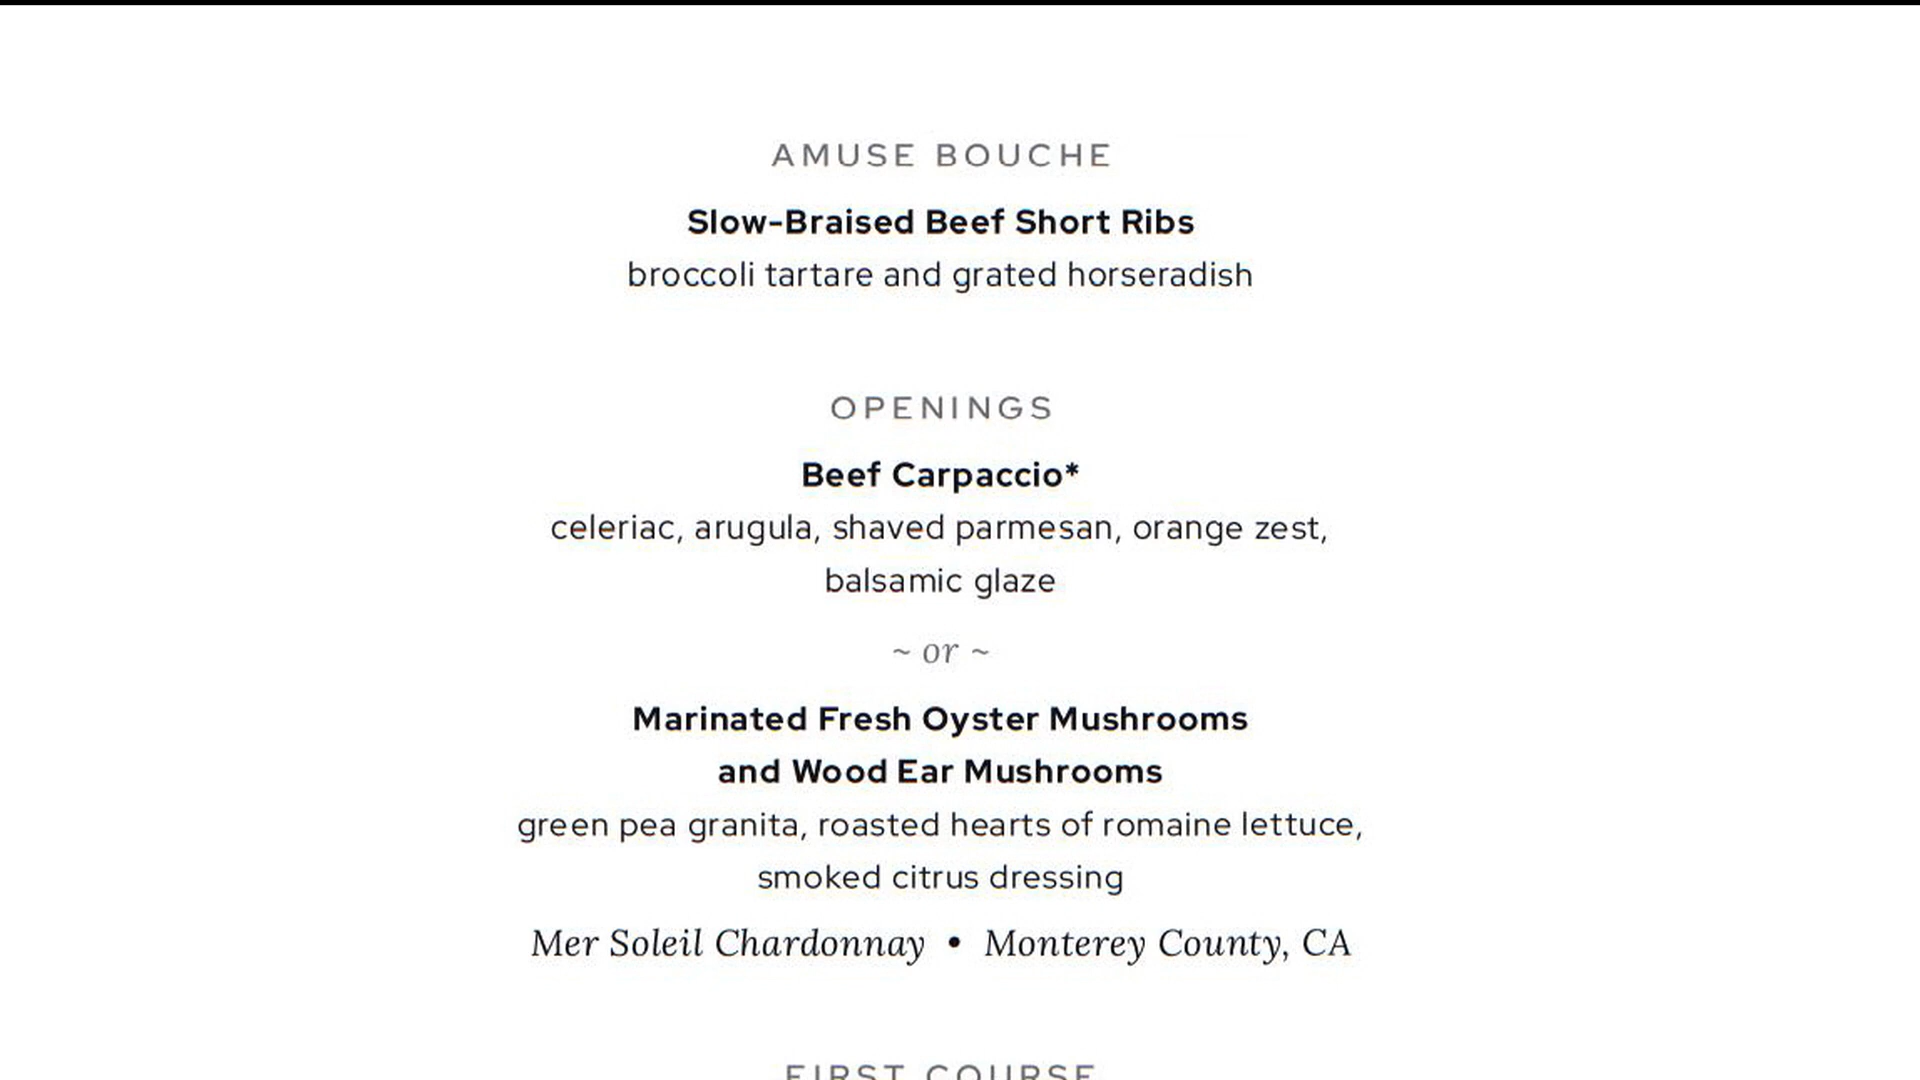 AMUSE BOUCHE
Slow-Braised Beef Short Ribs
broccoli tartare and grated horseradish
OPENINGS
Beef Carpaccio*
celeriac, arugula, shaved parmesan, orange zest,
balsamic glaze
~ or ~
Marinated Fresh Oyster Mushrooms
and Wood Ear Mushrooms
green pea granita, roasted hearts of romaine lettuce,
smoked citrus dressing
Mer Soleil Chardonnay • Monterey County, CA
FIRST COURSE